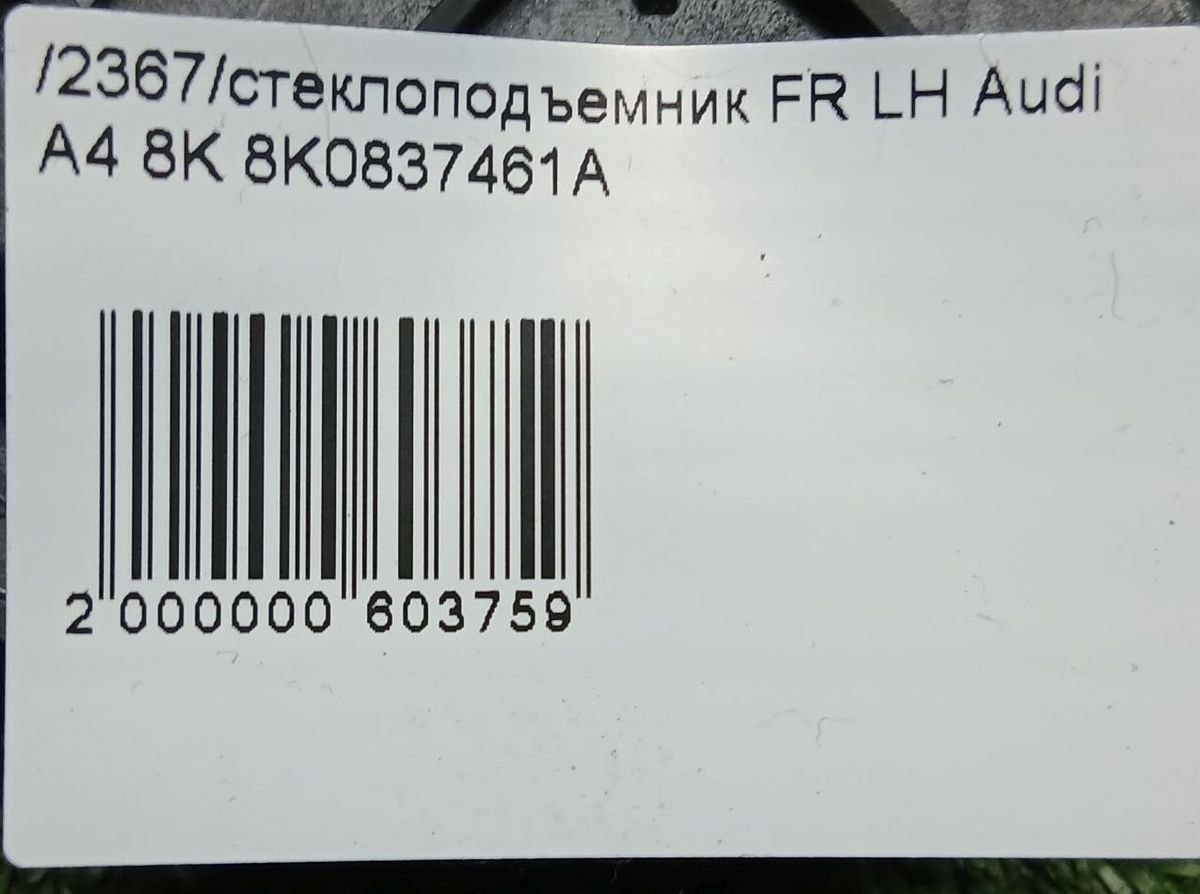 /2367/стеклоподъемник FR LH Audi
A4 8K 8K0837461A
2 000000 603759